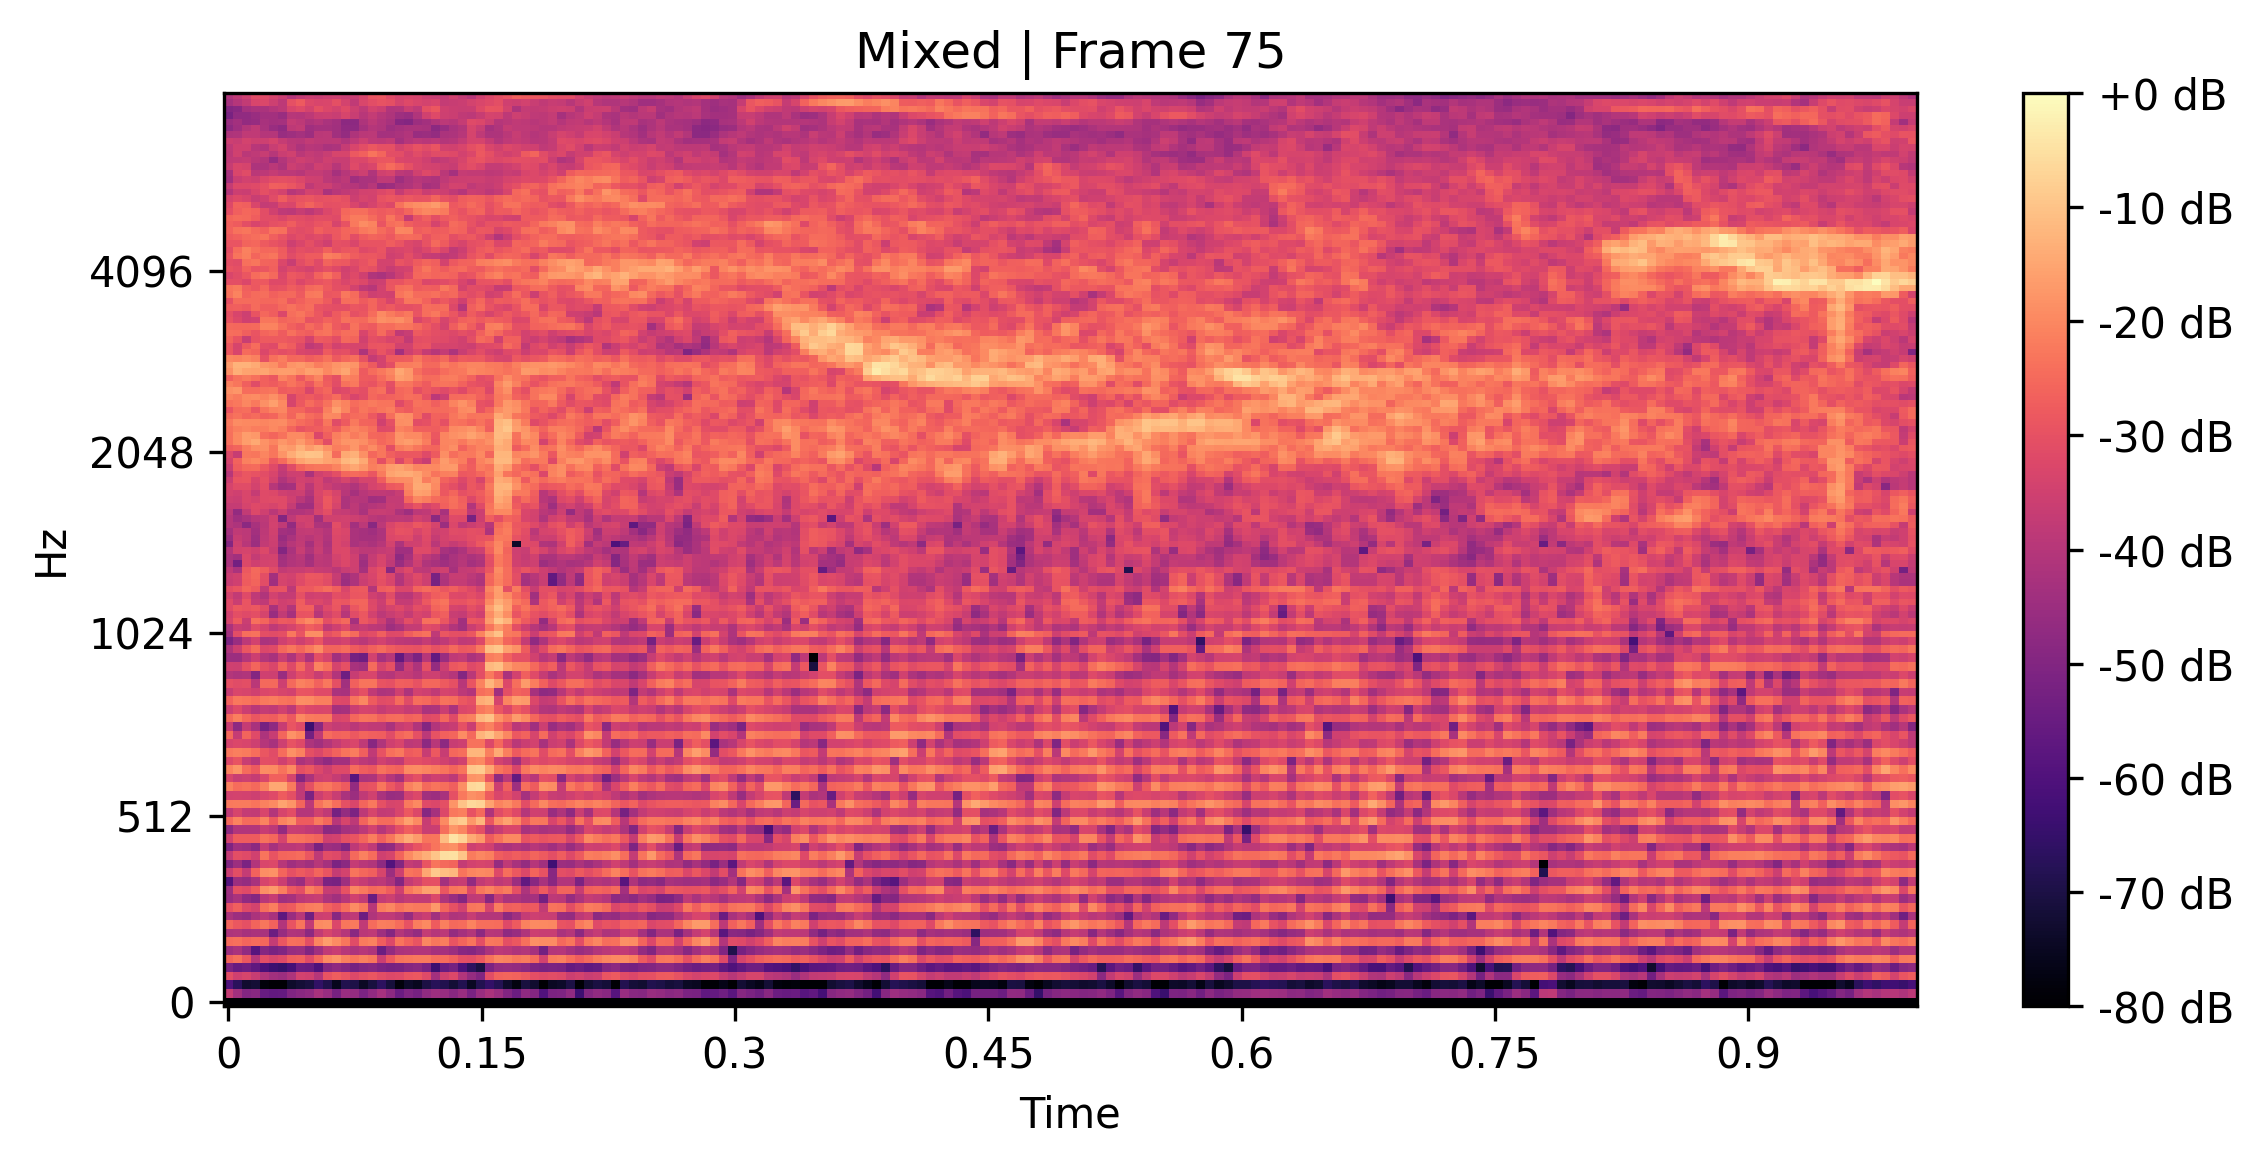 Mixed | Frame 75
Hz
4096
2048
1024
512
0
0 0.15 0.3 0.45 0.6 0.75 0.9
Time
+0 dB
-10 dB
-20 dB
-30 dB
-40 dB
-50 dB
-60 dB
-70 dB
-80 dB